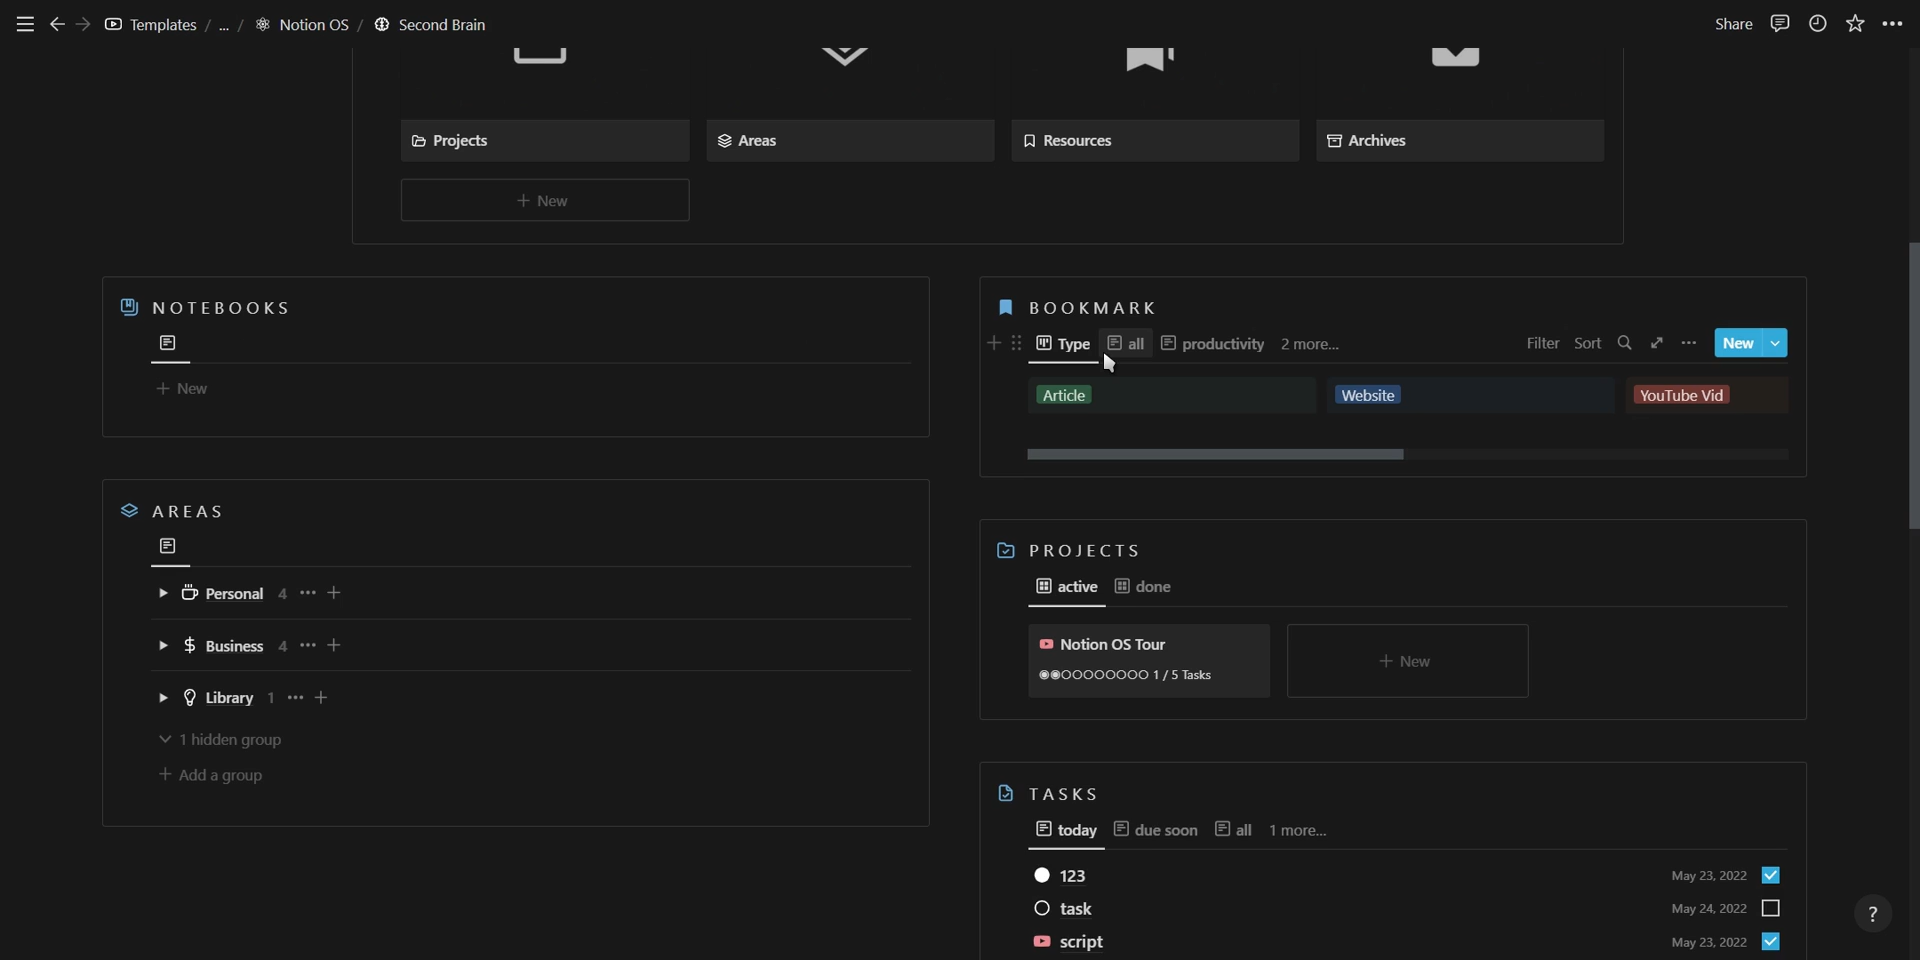 Templates / ... / Notion OS / Second Brain
Share
Projects
Areas
Resources
Archives
+ New
NOTEBOOKS
+ New
BOOKMARK
Type
all
productivity
2 more...
Filter
Sort
New
Article
Website
YouTube Vid
AREAS
Personal 4 ... +
Business 4 ... +
Library 1 ... +
1 hidden group
+ Add a group
PROJECTS
active
done
Notion OS Tour
◉◉○○○○○○○○ 1 / 5 Tasks
+ New
TASKS
today
due soon
all
1 more...
123
May 23, 2022
task
May 24, 2022
script
May 23, 2022
?